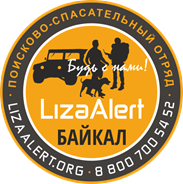 ПОИСКОВО-СПАСАТЕЛЬНЫЙ ОТРЯД
Будь с нами!
LizaAlert
БАЙКАЛ
LIZAALERT.ORG • 8 800 700 54 52